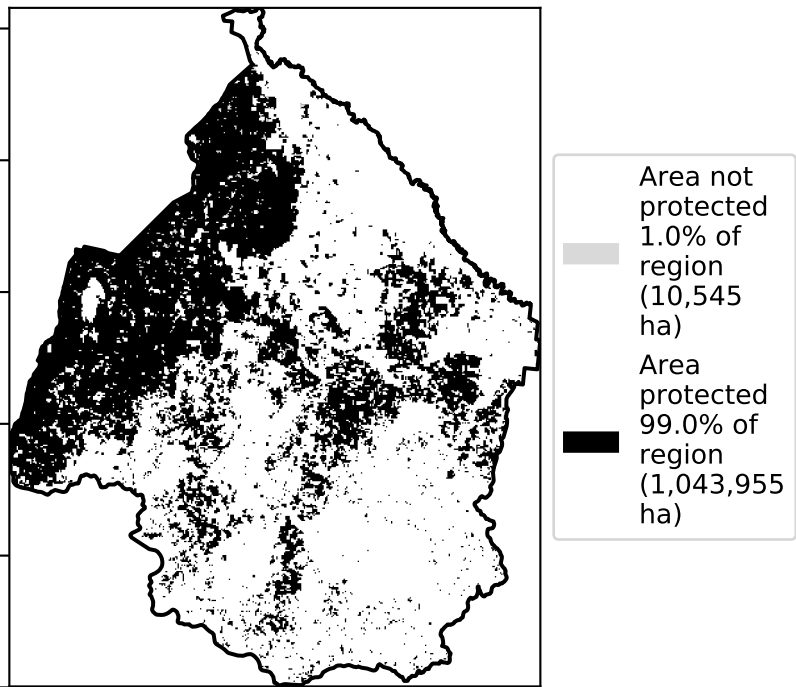 Area not
protected
1.0% of
region
(10,545
ha)
Area
protected
99.0% of
region
(1,043,955
ha)